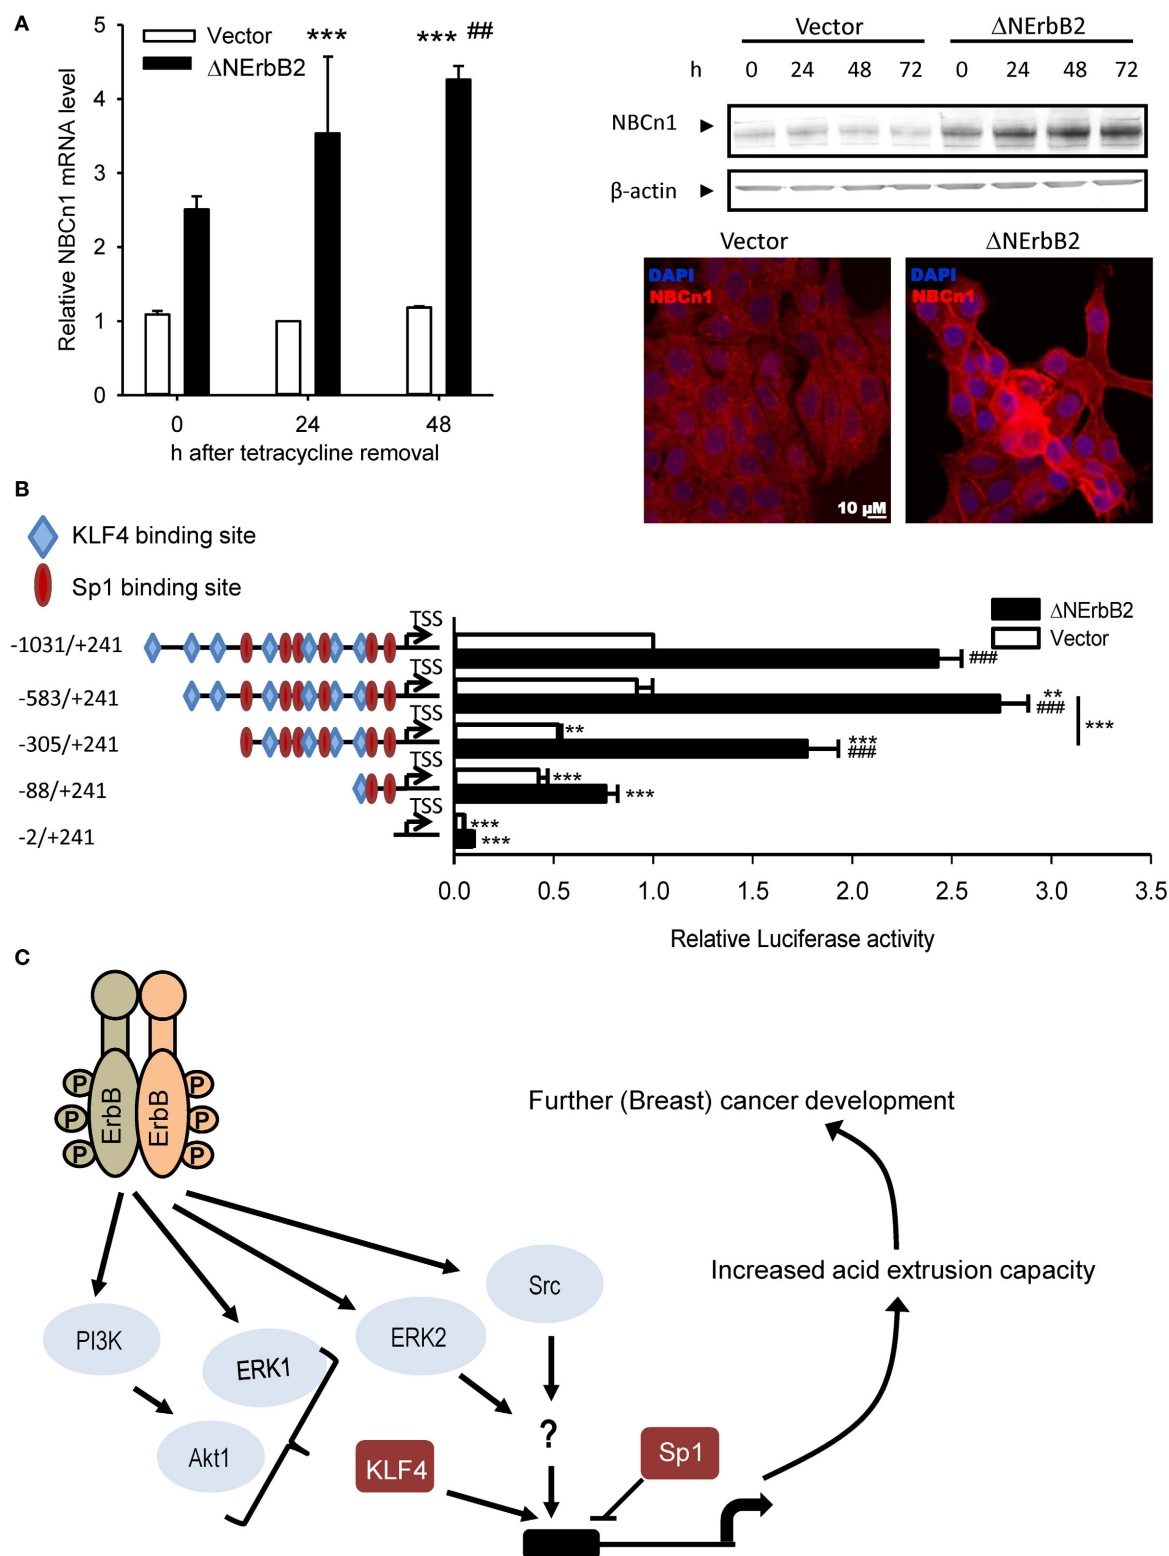 A
5
4
3
2
1
0
Relative NBCn1 mRNA level
Vector
ΔNErbB2
***
*** ##
0
24
48
h after tetracycline removal
Vector
ΔNErbB2
h 0 24 48 72 0 24 48 72
NBCn1
β-actin
Vector
ΔNErbB2
DAPI
NBCn1
10 µM
DAPI
NBCn1
B
KLF4 binding site
Sp1 binding site
ΔNErbB2
Vector
-1031/+241
TSS
###
-583/+241
TSS
**
###
***
-305/+241
TSS
**
***
###
-88/+241
TSS
***
***
-2/+241
TSS
***
***
0.0 0.5 1.0 1.5 2.0 2.5 3.0 3.5
Relative Luciferase activity
C
ErbB
ErbB
P
P
P
P
P
P
Further (Breast) cancer development
Increased acid extrusion capacity
Src
PI3K
ERK2
ERK1
Akt1
?
KLF4
Sp1